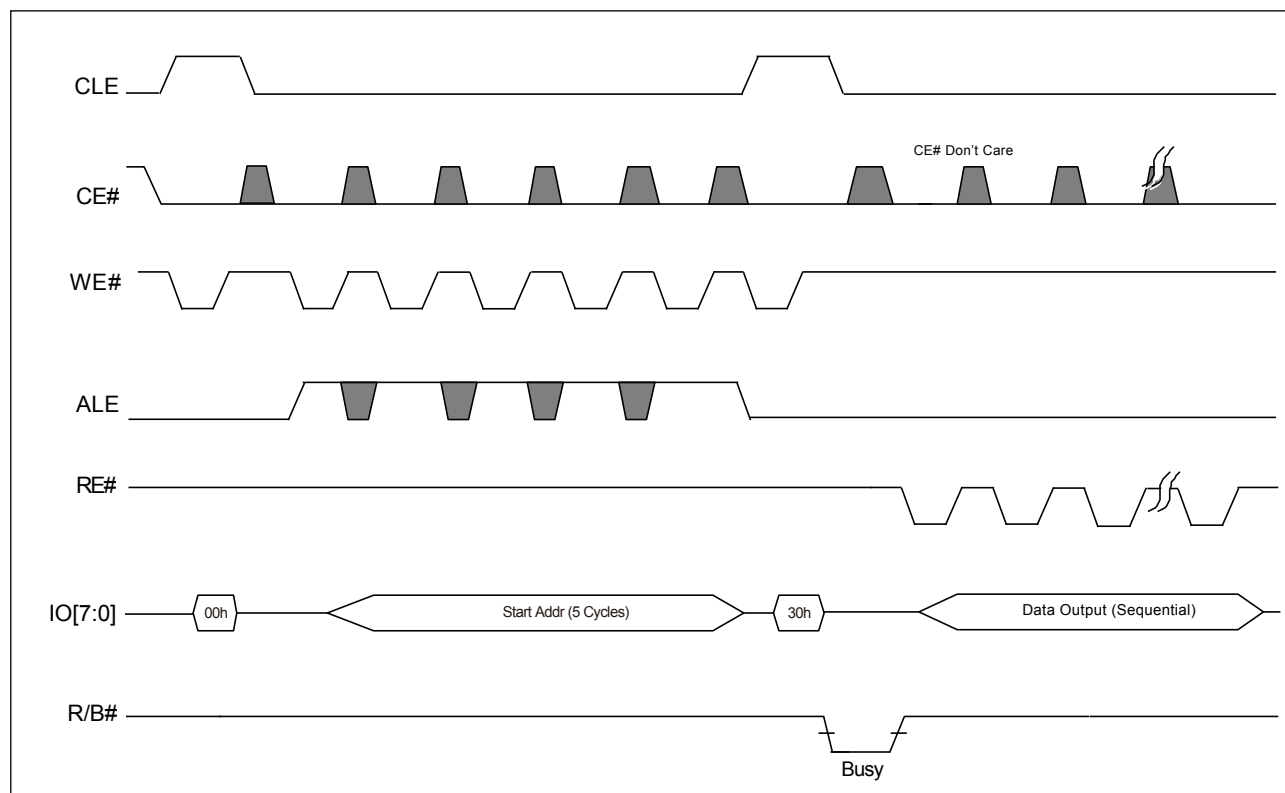 CLE
CE# Don't Care
CE#
WE#
ALE
RE#
IO[7:0]
00h
Start Addr (5 Cycles)
30h
Data Output (Sequential)
R/B#
Busy